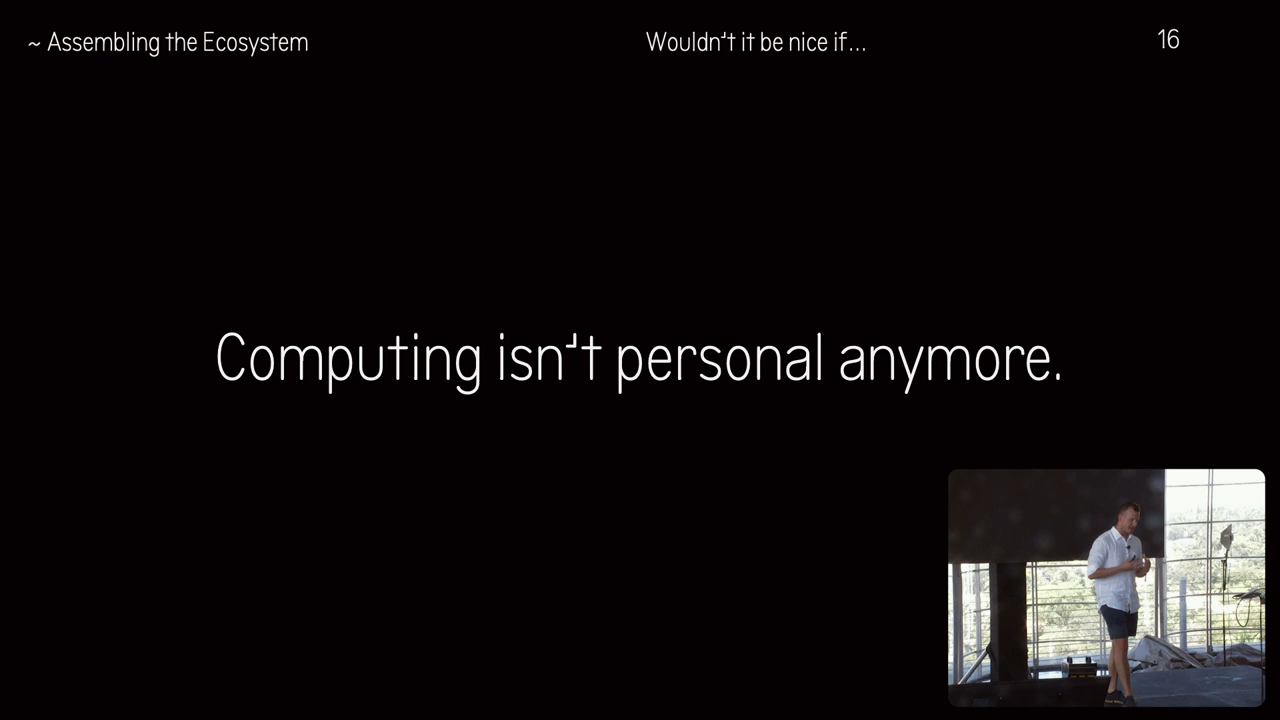 ~ Assembling the Ecosystem
Wouldn't it be nice if...
16
Computing isn't personal anymore.